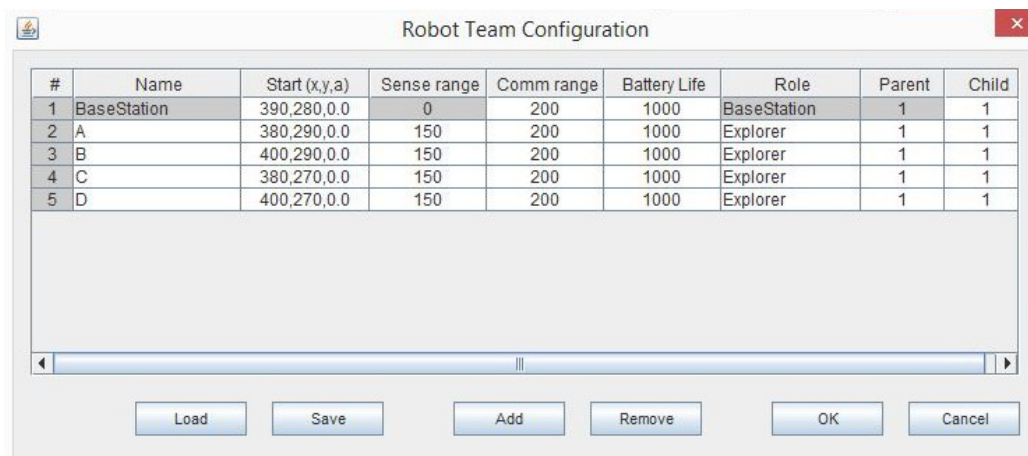 Robot Team Configuration
# Name Start (x,y,a) Sense range Comm range Battery Life Role Parent Child
1 BaseStation 390,280,0.0 0 200 1000 BaseStation 1 1
2 A 380,290,0.0 150 200 1000 Explorer 1 1
3 B 400,290,0.0 150 200 1000 Explorer 1 1
4 C 380,270,0.0 150 200 1000 Explorer 1 1
5 D 400,270,0.0 150 200 1000 Explorer 1 1
Load Save Add Remove OK Cancel